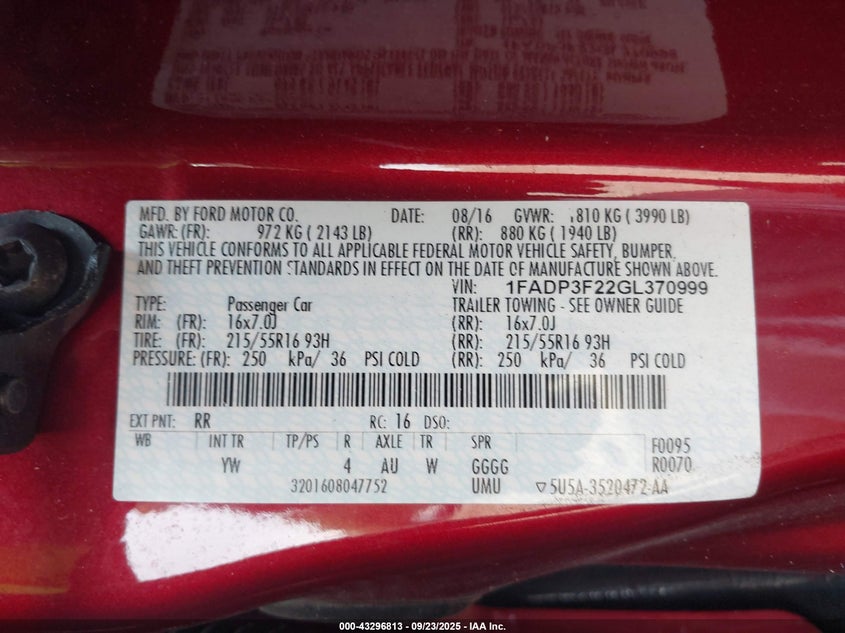 MFD. BY FORD MOTOR CO. DATE: 08/16 GVWR: 1810 KG ( 3990 LB)
GAWR: (FR): 972 KG ( 2143 LB) (RR): 880 KG ( 1940 LB)
THIS VEHICLE CONFORMS TO ALL APPLICABLE FEDERAL MOTOR VEHICLE SAFETY, BUMPER,
AND THEFT PREVENTION STANDARDS IN EFFECT ON THE DATE OF MANUFACTURE SHOWN ABOVE.
VIN: 1FADP3F22GL370999
TYPE: Passenger Car TRAILER TOWING - SEE OWNER GUIDE
RIM: (FR): 16x7.0J (RR): 16x7.0J
TIRE: (FR): 215/55R16 93H (RR): 215/55R16 93H
PRESSURE: (FR): 250 kPa/ 36 PSI COLD (RR): 250 kPa/ 36 PSI COLD
EXT PNT: RR RC: 16 DSO:
WB INT TR TP/PS R AXLE TR SPR F0095
YW 4 AU W GGGG R0070
3201608047752 UMU ▽5U5A-3520472-AA
000-43296813 - 09/23/2025 - IAA Inc.